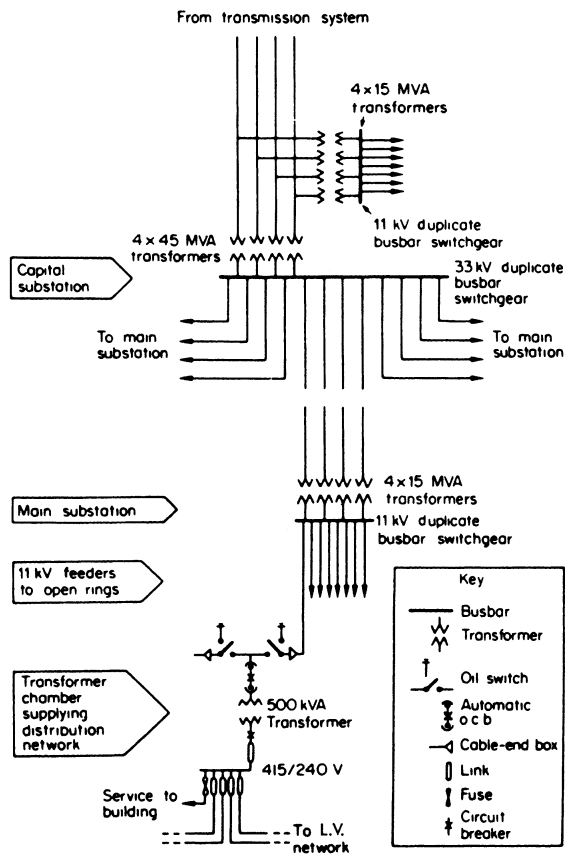 From transmission system
4 × 15 MVA
transformers
11 kV duplicate
busbar switchgear
4 × 45 MVA
transformers
Capital
substation
33 kV duplicate
busbar
switchgear
To main
substation
To main
substation
4 × 15 MVA
transformers
Main substation
11 kV duplicate
busbar switchgear
11 kV feeders
to open rings
Transformer
chamber
supplying
distribution
network
500 kVA
Transformer
415/240 V
Service to
building
To L.V.
network
Key
Busbar
Transformer
Oil switch
Automatic
o c b
Cable-end box
Link
Fuse
Circuit
breaker